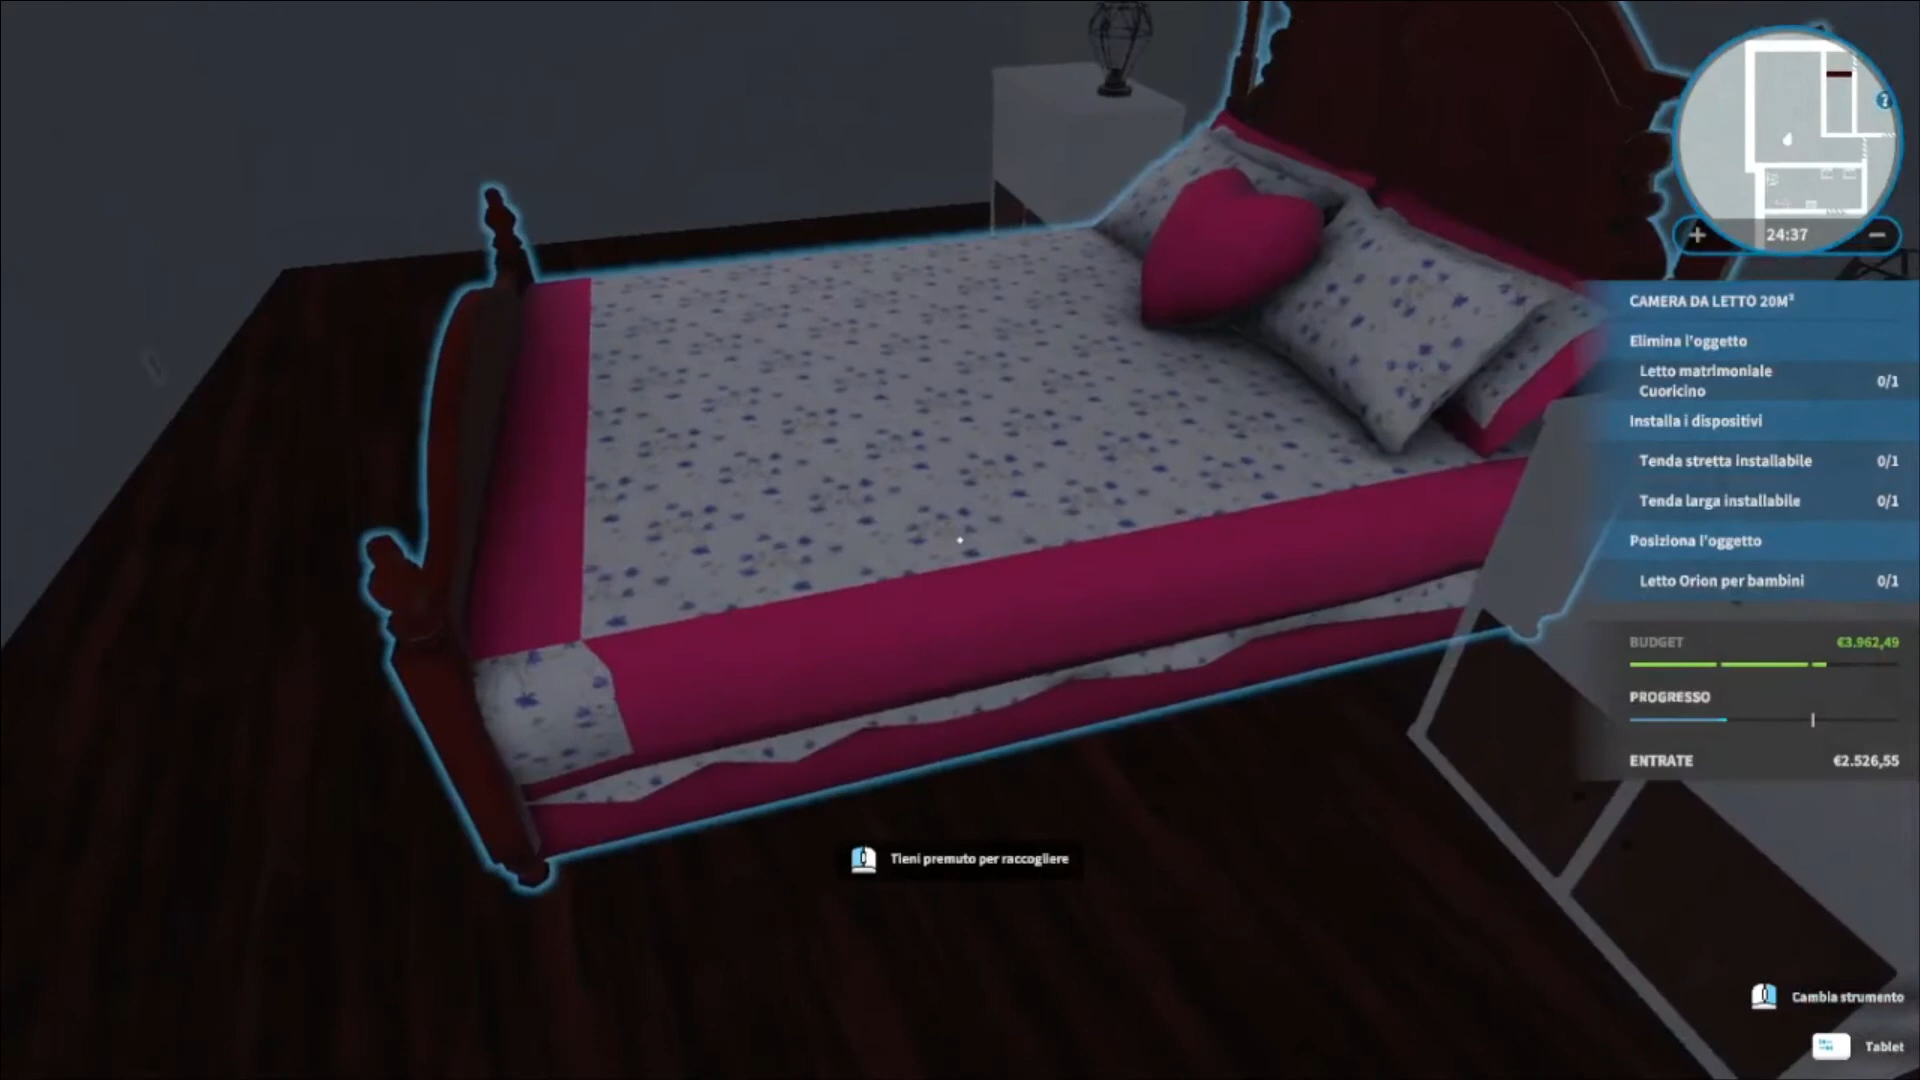 + 24:37 −
?
CAMERA DA LETTO 20M²
Elimina l'oggetto
Letto matrimoniale
Cuoricino 0/1
Installa i dispositivi
Tenda stretta installabile 0/1
Tenda larga installabile 0/1
Posiziona l'oggetto
Letto Orion per bambini 0/1
BUDGET €3.962,49
PROGRESSO
ENTRATE €2.526,55
Tieni premuto per raccogliere
Cambia strumento
Tablet